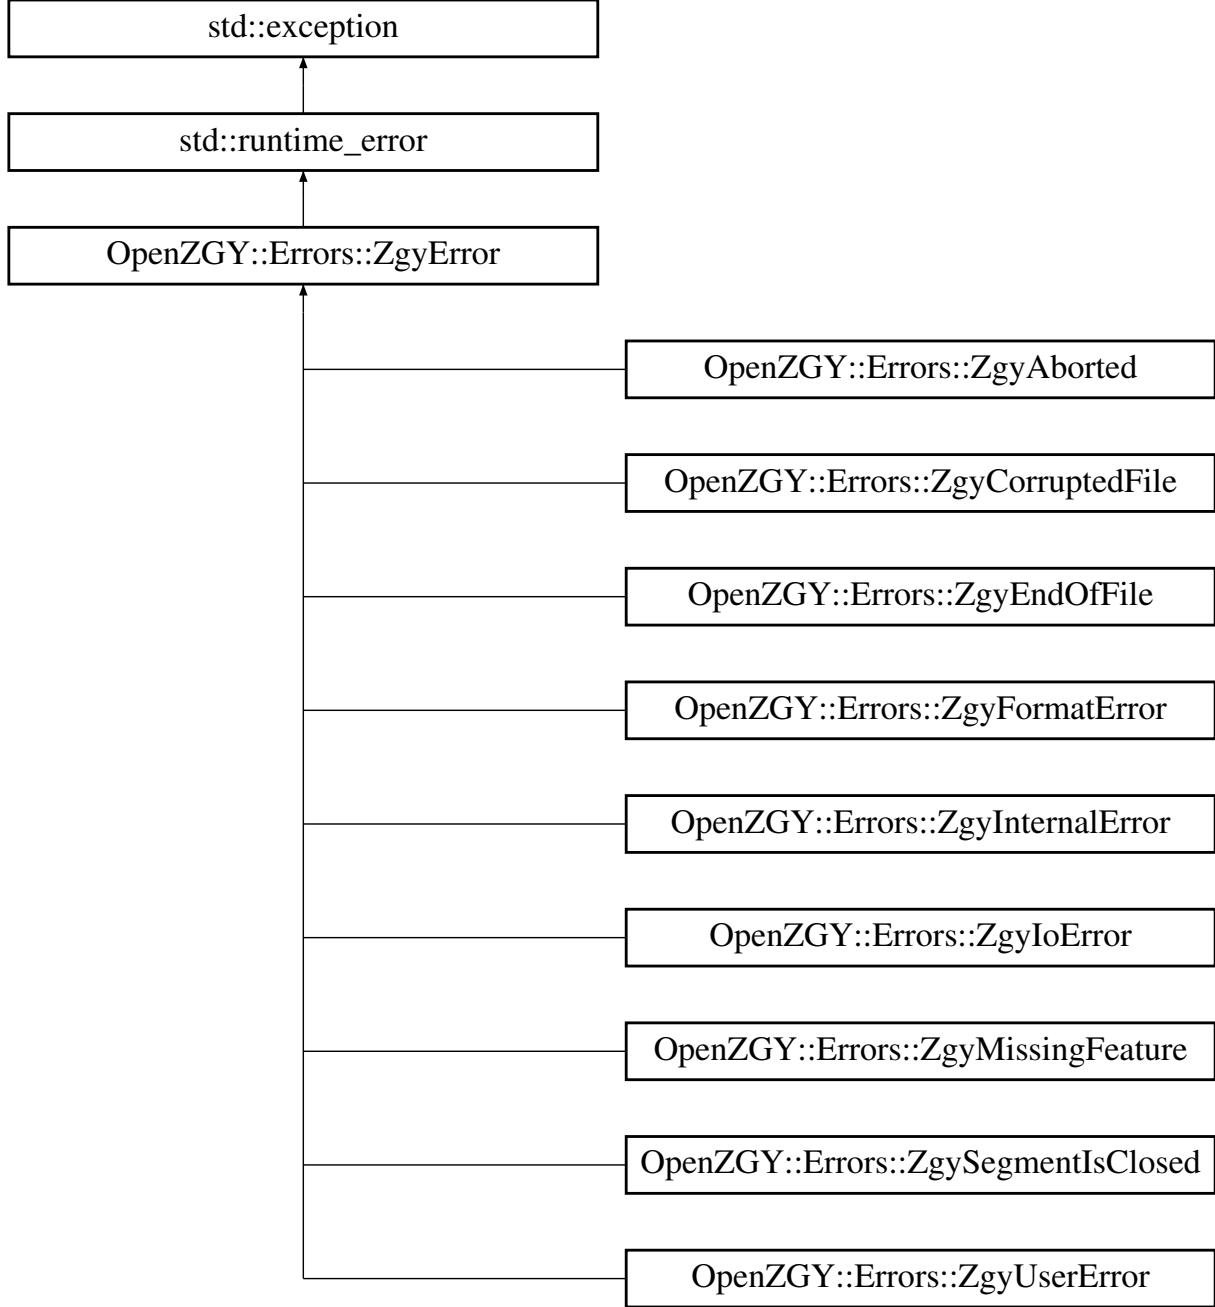 std::exception
std::runtime_error
OpenZGY::Errors::ZgyError
OpenZGY::Errors::ZgyAborted
OpenZGY::Errors::ZgyCorruptedFile
OpenZGY::Errors::ZgyEndOfFile
OpenZGY::Errors::ZgyFormatError
OpenZGY::Errors::ZgyInternalError
OpenZGY::Errors::ZgyIoError
OpenZGY::Errors::ZgyMissingFeature
OpenZGY::Errors::ZgySegmentIsClosed
OpenZGY::Errors::ZgyUserError